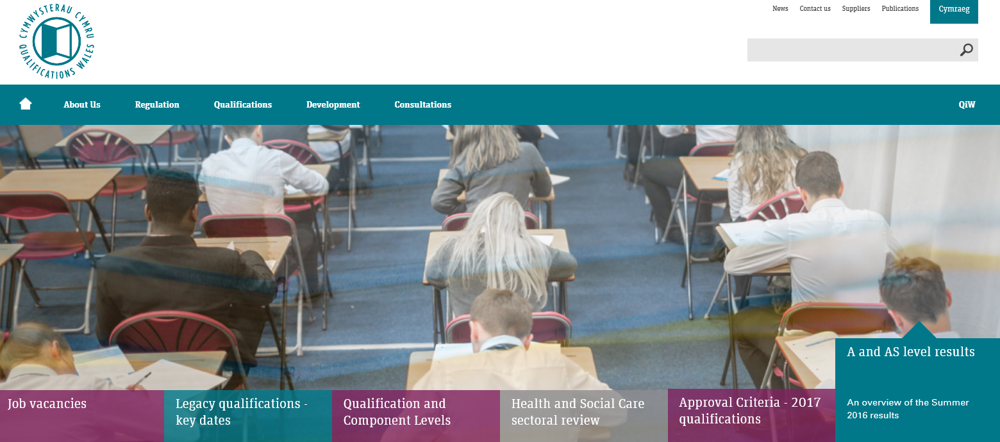 CYMWYSTERAU CYMRU
QUALIFICATIONS WALES
News Contact us Suppliers Publications Cymraeg
About Us Regulation Qualifications Development Consultations QiW
A and AS level results
An overview of the Summer
2016 results
Job vacancies
Legacy qualifications -
key dates
Qualification and
Component Levels
Health and Social Care
sectoral review
Approval Criteria - 2017
qualifications